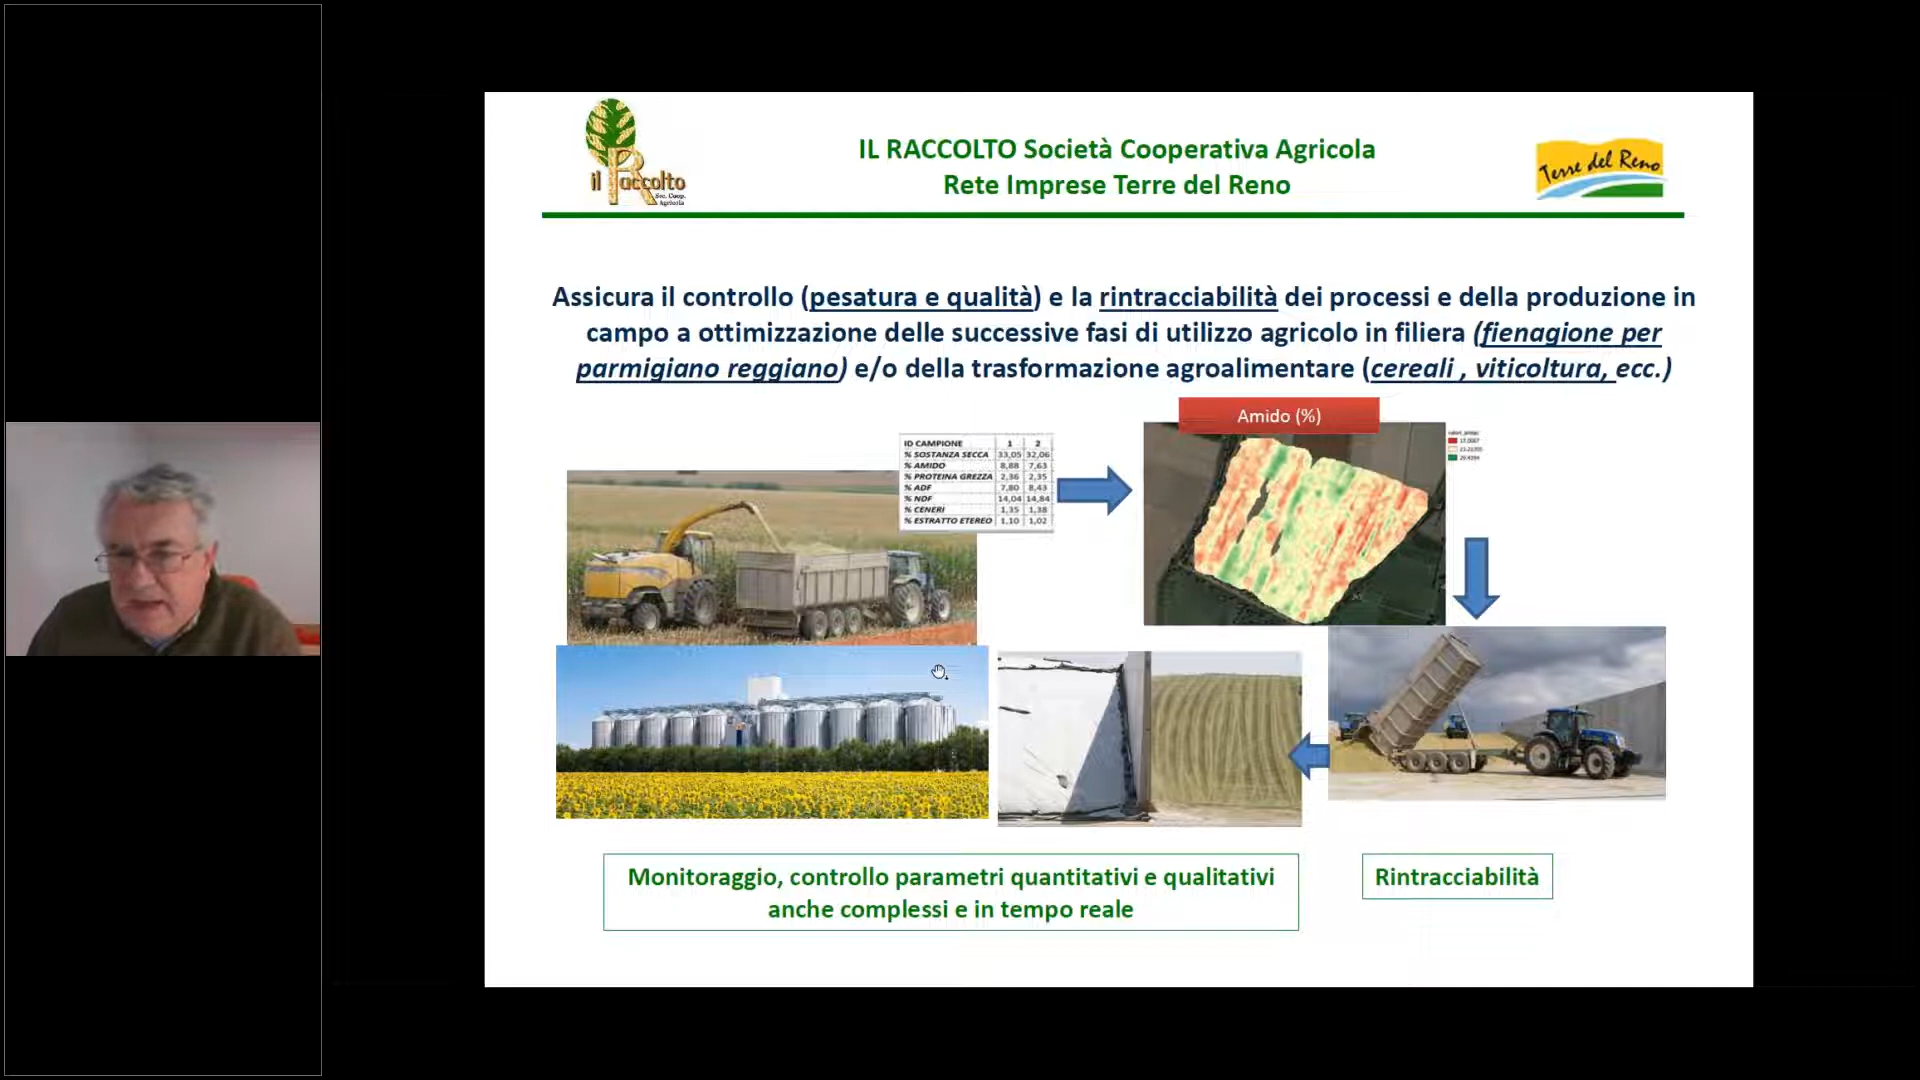 il Raccolto
Soc. Coop.
Agricola
IL RACCOLTO Società Cooperativa Agricola
Rete Imprese Terre del Reno
Terre del Reno
Assicura il controllo (pesatura e qualità) e la rintracciabilità dei processi e della produzione in
campo a ottimizzazione delle successive fasi di utilizzo agricolo in filiera (fienagione per
parmigiano reggiano) e/o della trasformazione agroalimentare (cereali , viticoltura, ecc.)
Amido (%)
ID CAMPIONE 1 2
% SOSTANZA SECCA 33,05 32,06
% AMIDO 8,88 7,63
% PROTEINA GREZZA 2,36 2,35
% ADF 7,80 8,43
% NDF 14,04 14,84
% CENERI 1,35 1,38
% ESTRATTO ETEREO 1,10 1,02
Monitoraggio, controllo parametri quantitativi e qualitativi
anche complessi e in tempo reale
Rintracciabilità